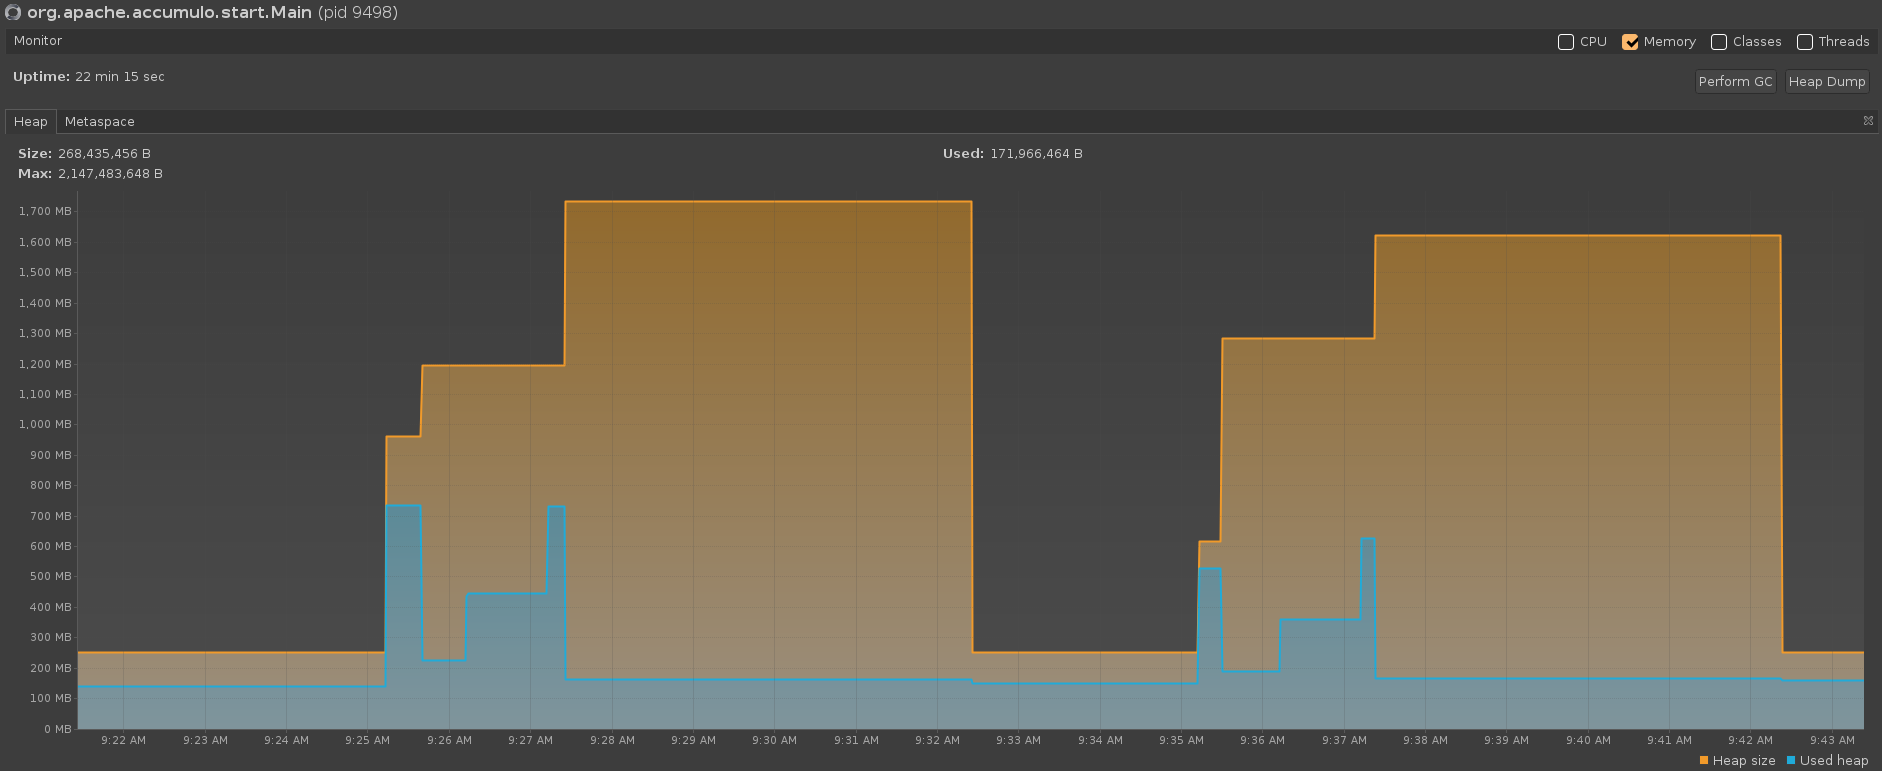 org.apache.accumulo.start.Main (pid 9498)
Monitor
CPU Memory Classes Threads
Uptime: 22 min 15 sec
Perform GC Heap Dump
Heap Metaspace
Size: 268,435,456 B
Used: 171,966,464 B
Max: 2,147,483,648 B
1,700 MB
1,600 MB
1,500 MB
1,400 MB
1,300 MB
1,200 MB
1,100 MB
1,000 MB
900 MB
800 MB
700 MB
600 MB
500 MB
400 MB
300 MB
200 MB
100 MB
0 MB
9:22 AM 9:23 AM 9:24 AM 9:25 AM 9:26 AM 9:27 AM 9:28 AM 9:29 AM 9:30 AM 9:31 AM 9:32 AM 9:33 AM 9:34 AM 9:35 AM 9:36 AM 9:37 AM 9:38 AM 9:39 AM 9:40 AM 9:41 AM 9:42 AM 9:43 AM
Heap size Used heap